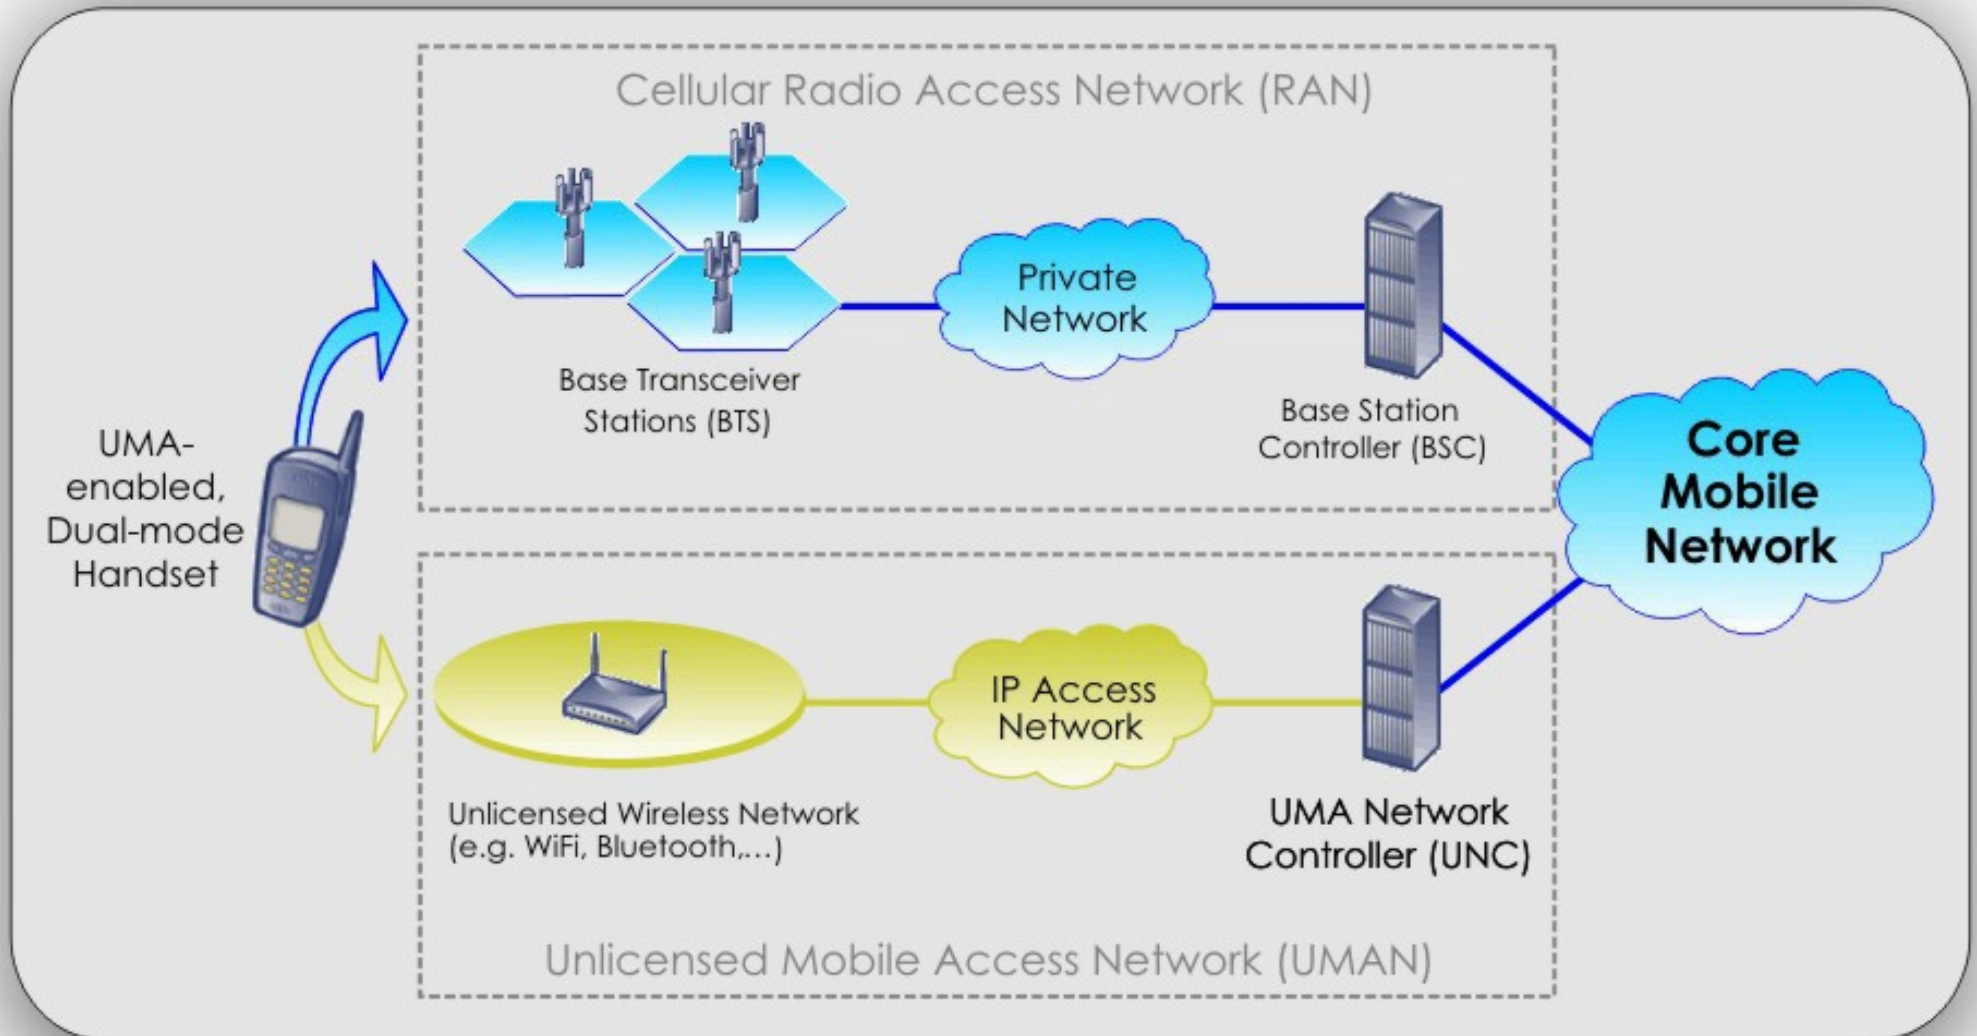 Cellular Radio Access Network (RAN)
Private
Network
Base Transceiver
Stations (BTS)
Base Station
Controller (BSC)
UMA-
enabled,
Dual-mode
Handset
Core
Mobile
Network
IP Access
Network
Unlicensed Wireless Network
(e.g. WiFi, Bluetooth,...)
UMA Network
Controller (UNC)
Unlicensed Mobile Access Network (UMAN)